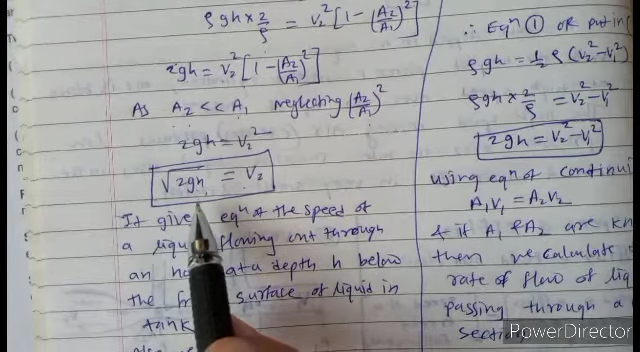 ρgh × 2/ρ = V₂² [1 - (A₂/A₁)²]
2gh = V₂² [1 - (A₂/A₁)²]
As A₂ << A₁ neglecting (A₂/A₁)²
2gh = V₂²
√2gh = V₂
It give eqⁿ of the speed of
a liqui flowing out through
an at a depth h below
the surface of liquid in
tank
∴ Eqⁿ ① or put in
ρgh = 1/2 ρ (V₂² - V₁²)
ρgh × 2/ρ = V₂² - V₁²
2gh = V₂² - V₁²
using eqⁿ of continui
A₁V₁ = A₂V₂
& if A₁ & A₂ are kn
then we calculate
rate of flow of liq
passing through a
sect
PowerDirector